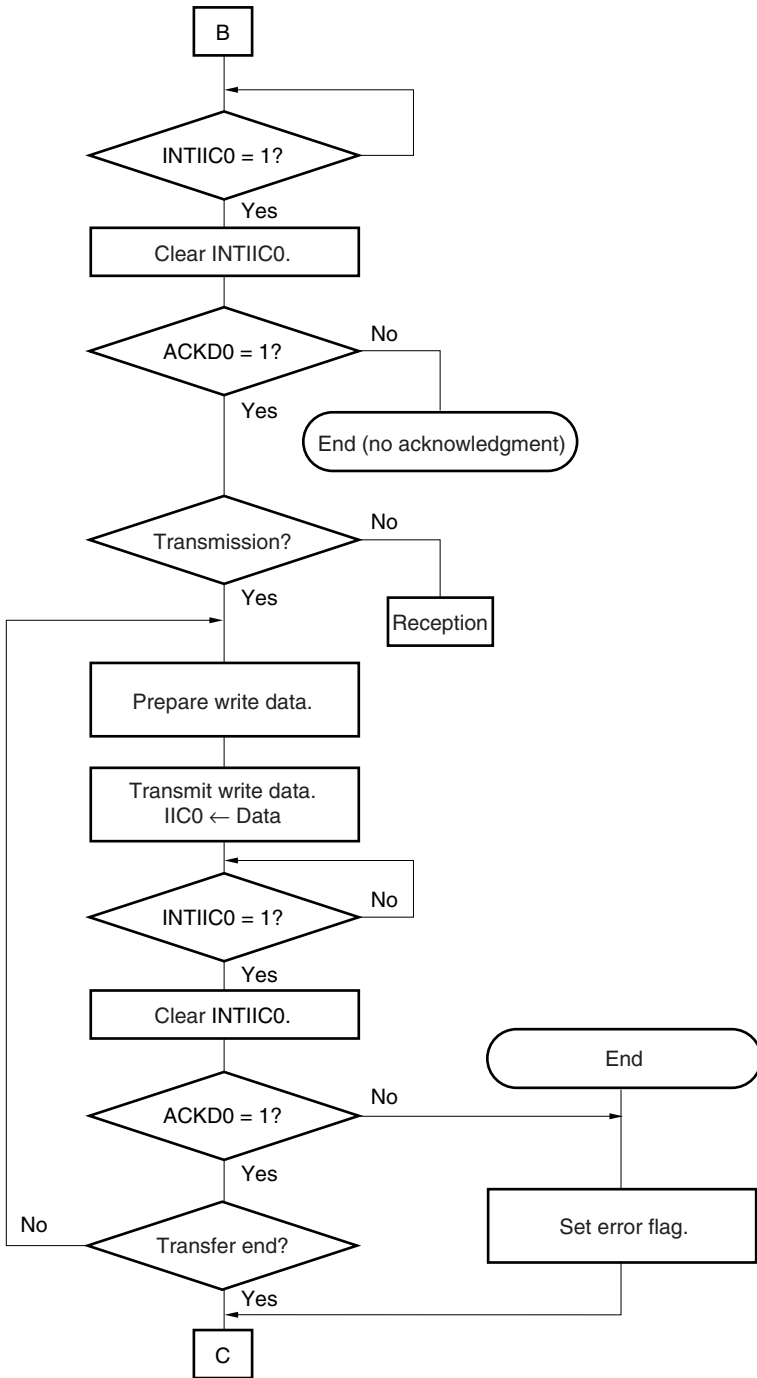 B
INTIIC0 = 1?
Yes
Clear INTIIC0.
ACKD0 = 1?
No
Yes
End (no acknowledgment)
Transmission?
No
Yes
Reception
Prepare write data.
Transmit write data.
IIC0 ← Data
INTIIC0 = 1?
No
Yes
Clear INTIIC0.
End
ACKD0 = 1?
No
Yes
Set error flag.
No
Transfer end?
Yes
C